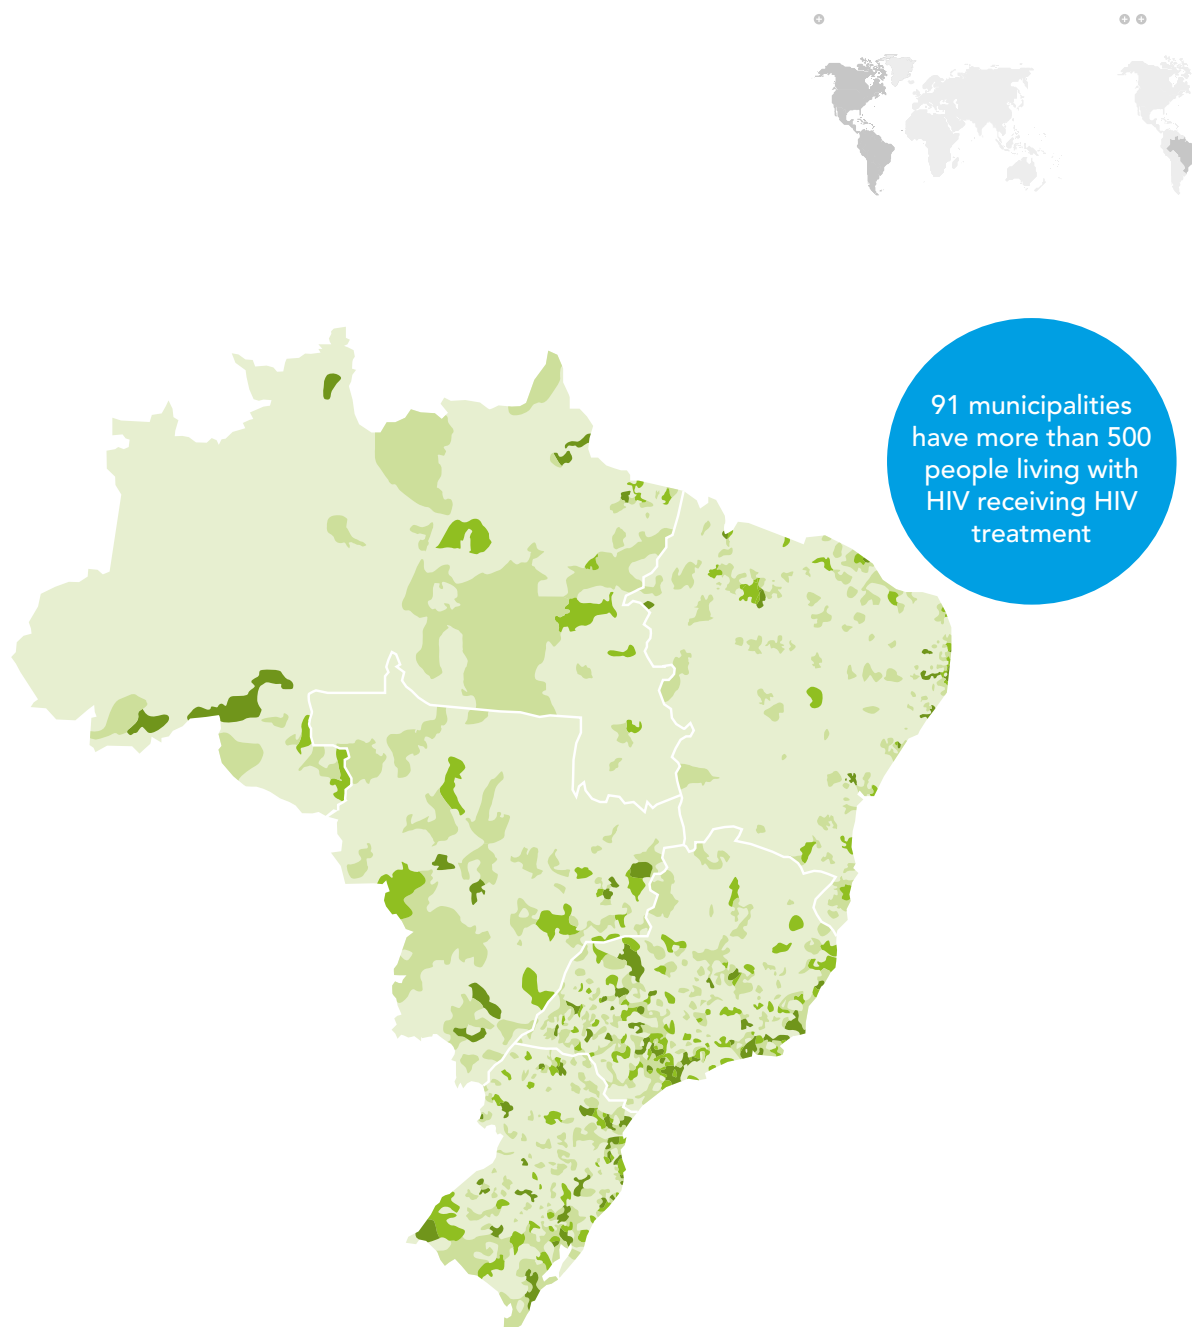 91 municipalities
have more than 500
people living with
HIV receiving HIV
treatment